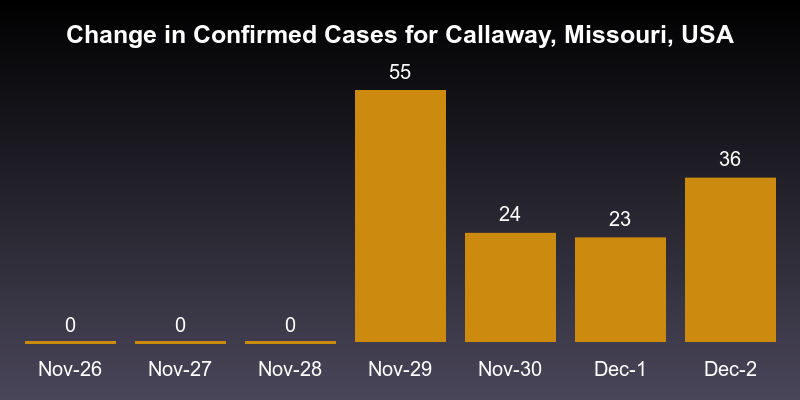 Change in Confirmed Cases for Callaway, Missouri, USA
55
36
24
23
0 0 0
Nov-26 Nov-27 Nov-28 Nov-29 Nov-30 Dec-1 Dec-2